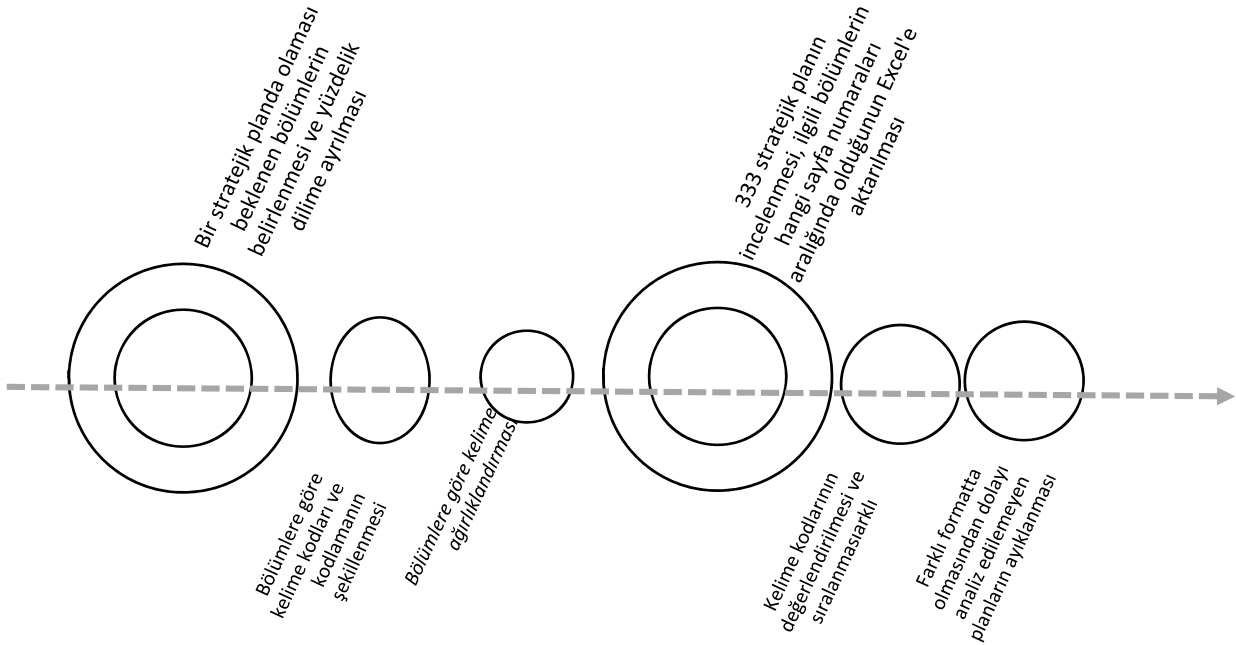 Bir stratejik planda olaması
beklenen bölümlerin
belirlenmesi ve yüzdelik
dilime ayrılması
Bölümlere göre
kelime kodları ve
kodlamanın
şekillenmesi
Bölümlere göre kelime
ağırlıklandırması
333 stratejik planın
incelenmesi, ilgili bölümlerin
hangi sayfa numaraları
aralığında olduğunun Excel'e
aktarılması
Kelime kodlarının
değerlendirilmesi ve
sıralanmasıarklı
Farklı formatta
olmasından dolayı
analiz edilemeyen
planların ayıklanması